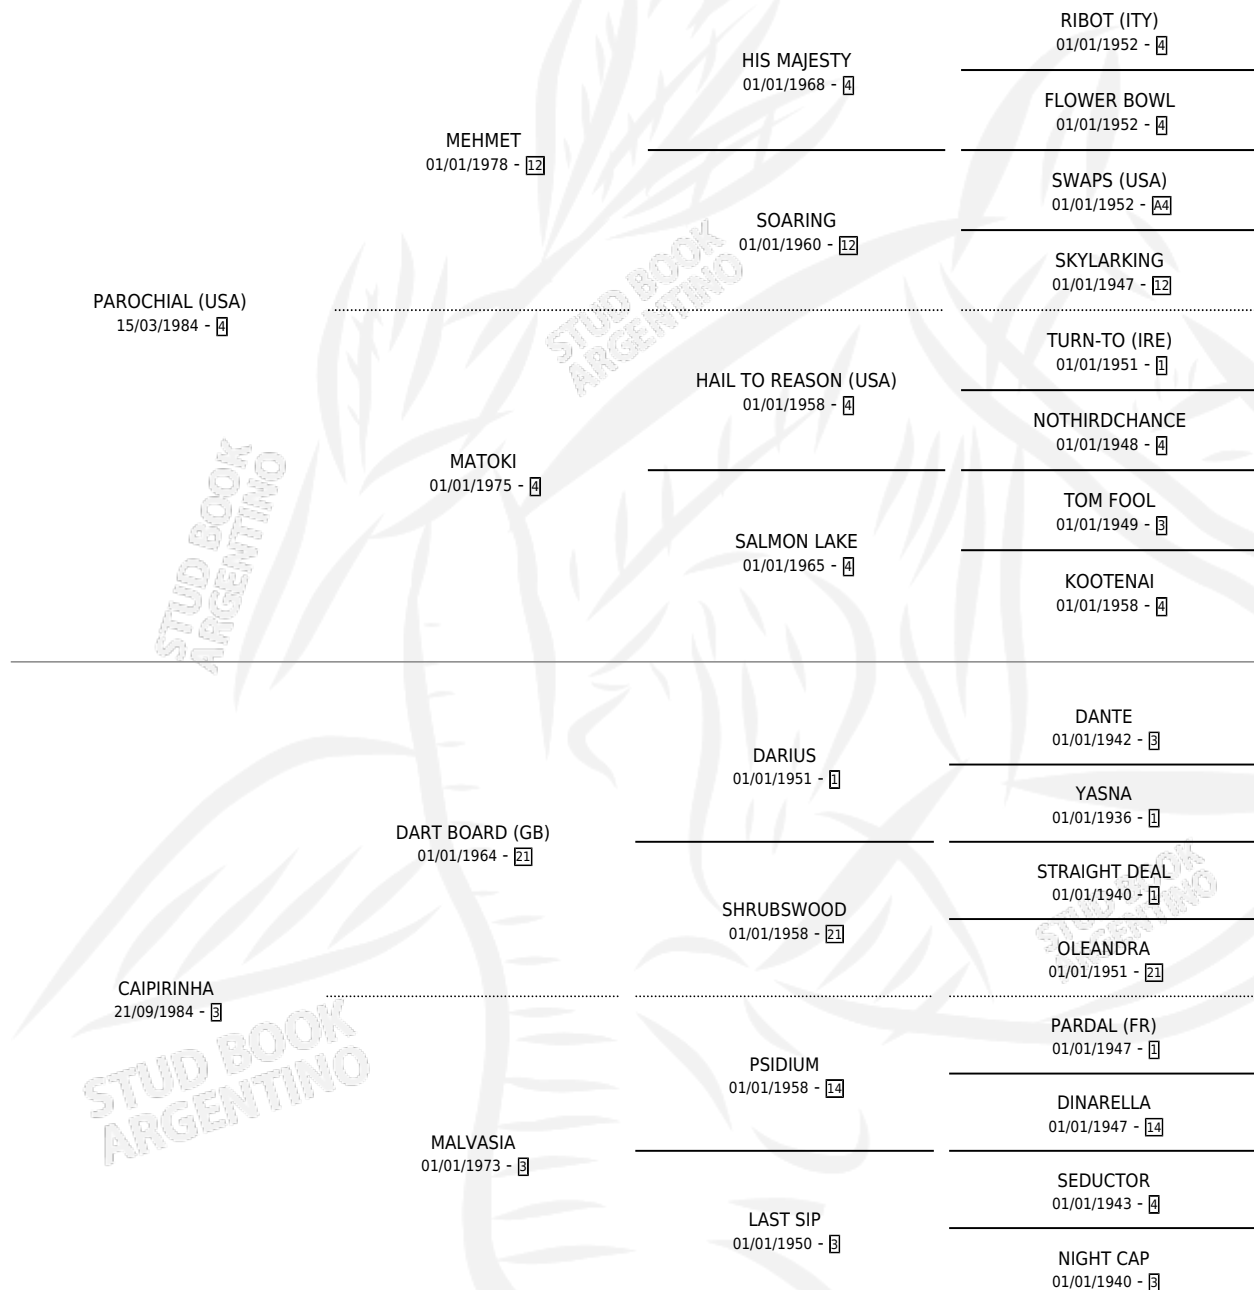 RIBOT (ITY)
01/01/1952 - 4
HIS MAJESTY
01/01/1968 - 4
FLOWER BOWL
01/01/1952 - 4
MEHMET
01/01/1978 - 12
SWAPS (USA)
01/01/1952 - A4
SOARING
01/01/1960 - 12
SKYLARKING
01/01/1947 - 12
PAROCHIAL (USA)
15/03/1984 - 4
STUD BOOK
ARGENTINO
TURN-TO (IRE)
01/01/1951 - 1
HAIL TO REASON (USA)
01/01/1958 - 4
NOTHIRDCHANCE
01/01/1948 - 4
MATOKI
01/01/1975 - 4
TOM FOOL
01/01/1949 - 3
SALMON LAKE
01/01/1965 - 4
KOOTENAI
01/01/1958 - 4
STUD BOOK
ARGENTINO
DANTE
01/01/1942 - 3
DARIUS
01/01/1951 - 1
YASNA
01/01/1936 - 1
DART BOARD (GB)
01/01/1964 - 21
STRAIGHT DEAL
01/01/1940 - 1
SHRUBSWOOD
01/01/1958 - 21
STUD BOOK
ARGENTINO
OLEANDRA
01/01/1951 - 21
CAIPIRINHA
21/09/1984 - 3
STUD BOOK
ARGENTINO
PARDAL (FR)
01/01/1947 - 1
PSIDIUM
01/01/1958 - 14
DINARELLA
01/01/1947 - 14
MALVASIA
01/01/1973 - 3
SEDUCTOR
01/01/1943 - 4
LAST SIP
01/01/1950 - 3
NIGHT CAP
01/01/1940 - 3